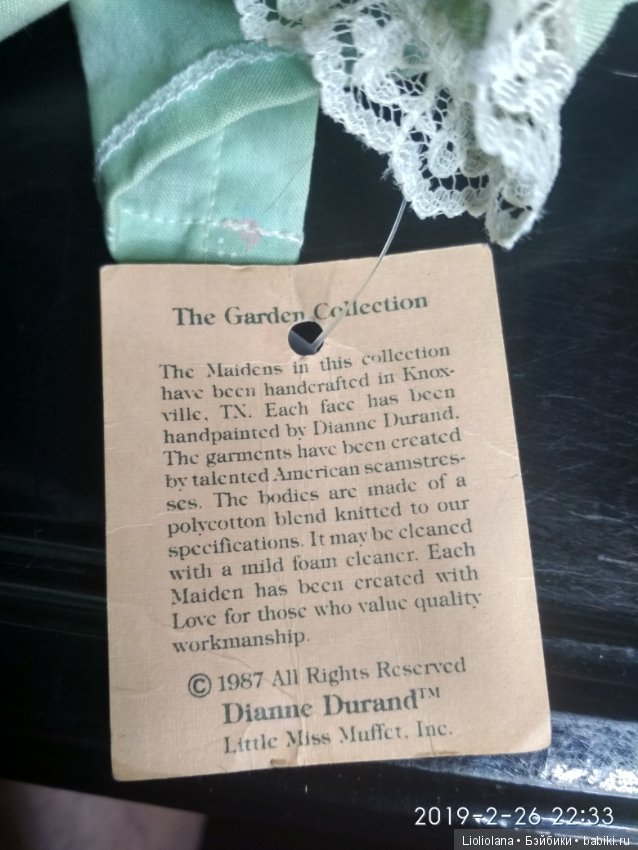 The Garden Collection
The Maidens in this collection
have been handcrafted in Knox-
ville, TX. Each face has been
handpainted by Dianne Durand.
The garments have been created
by talented American seamstres-
ses. The bodies are made of a
polycotton blend knitted to our
specifications. It may be cleaned
with a mild foam cleaner. Each
Maiden has been created with
Love for those who value quality
workmanship.
© 1987 All Rights Reserved
Dianne Durand™
Little Miss Muffet, Inc.
2019-2-26 22:33
Lioliolana • Бэйбики • babiki.ru